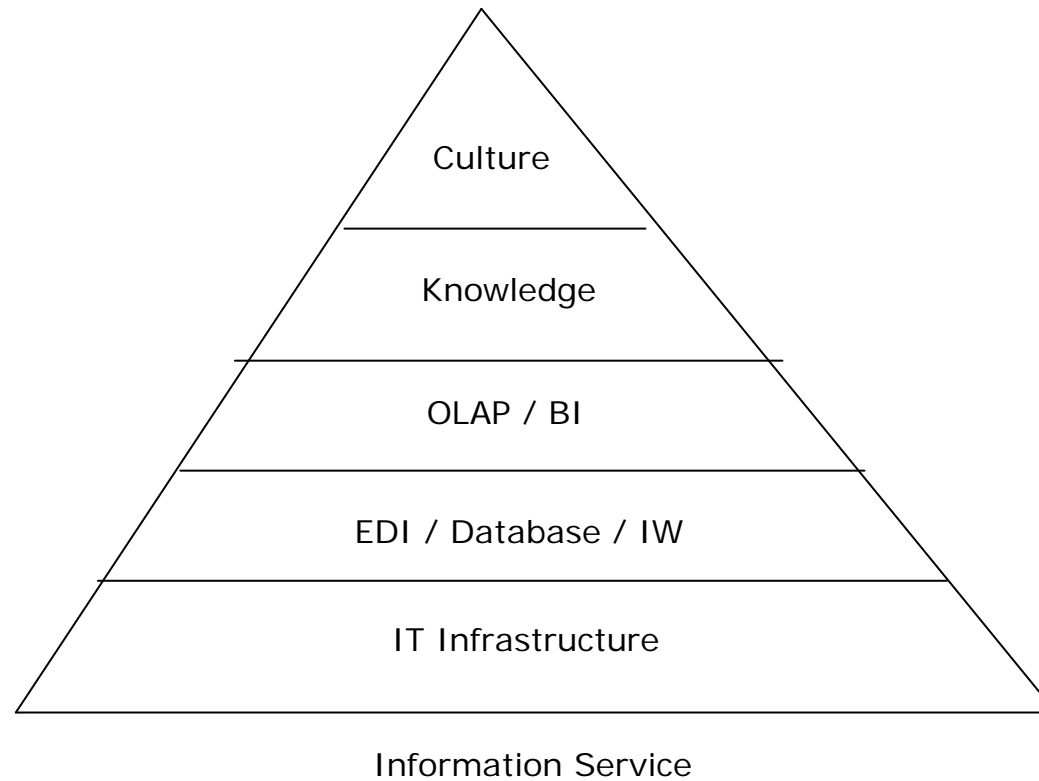 Culture
Knowledge
OLAP / BI
EDI / Database / IW
IT Infrastructure
Information Service